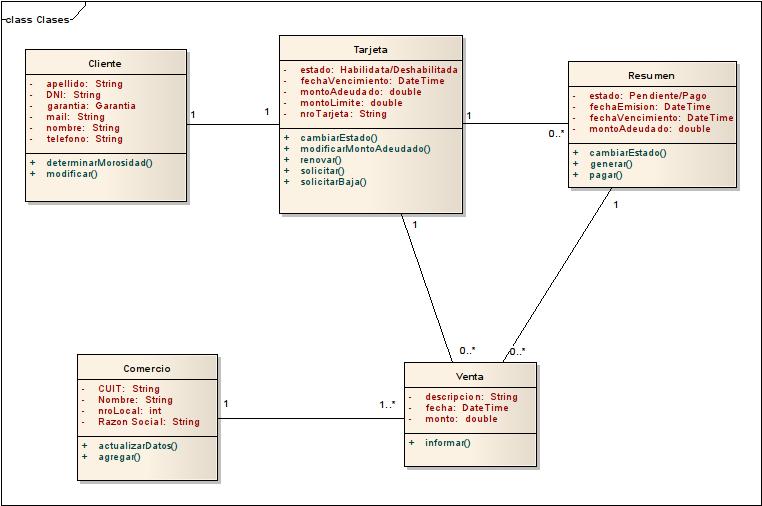 class Clases
Cliente
- apellido: String
- DNI: String
- garantia: Garantia
- mail: String
- nombre: String
- telefono: String
+ determinarMorosidad()
+ modificar()
1
1
Tarjeta
- estado: Habilidata/Deshabilitada
- fechaVencimiento: DateTime
- montoAdeudado: double
- montoLimite: double
- nroTarjeta: String
+ cambiarEstado()
+ modificarMontoAdeudado()
+ renovar()
+ solicitar()
+ solicitarBaja()
1
0..*
Resumen
- estado: Pendiente/Pago
- fechaEmision: DateTime
- fechaVencimiento: DateTime
- montoAdeudado: double
+ cambiarEstado()
+ generar()
+ pagar()
1
1
0..*
0..*
Comercio
- CUIT: String
- Nombre: String
- nroLocal: int
- Razon Social: String
+ actualizarDatos()
+ agregar()
1
1..*
Venta
- descripcion: String
- fecha: DateTime
- monto: double
+ informar()